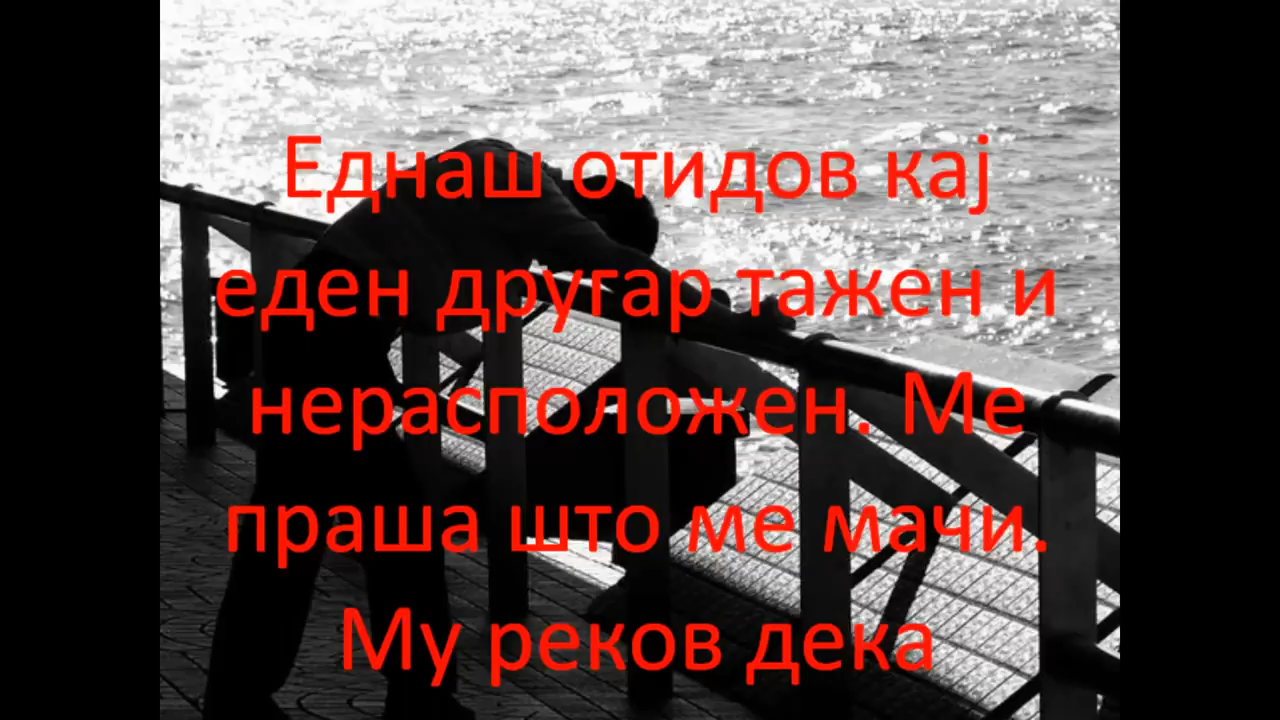 Еднаш отидов кај
еден другар тажен и
нерасположен. Ме
праша што ме мачи.
Му реков дека